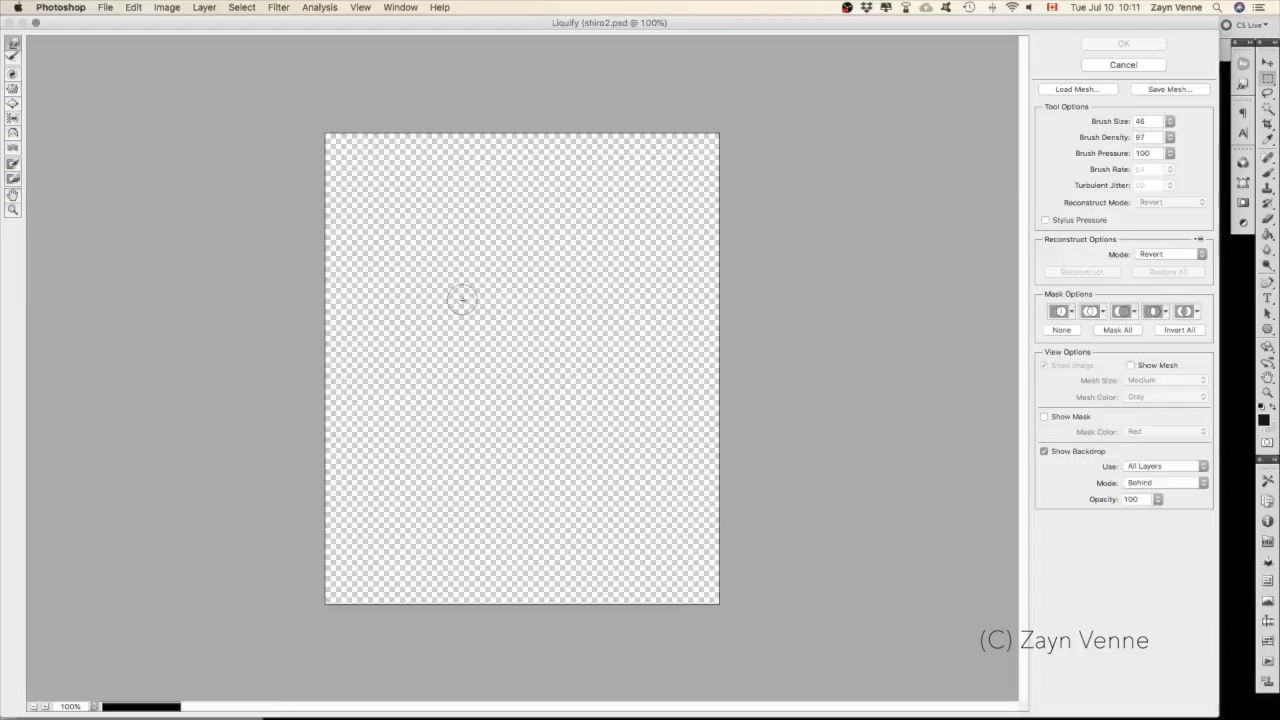 Photoshop File Edit Image Layer Select Filter Analysis View Window Help Tue Jul 10 10:11 Zayn Venne
Liquify (shiro2.psd @ 100%)
CS Live
OK
Cancel
Load Mesh... Save Mesh...
Tool Options
Brush Size: 46
Brush Density: 97
Brush Pressure: 100
Brush Rate:
Turbulent Jitter:
Reconstruct Mode: Revert
Stylus Pressure
Reconstruct Options
Mode: Revert
Reconstruct Restore All
Mask Options
None Mask All Invert All
View Options
Show Image Show Mesh
Mesh Size: Medium
Mesh Color: Gray
Show Mask
Mask Color: Red
Show Backdrop
Use: All Layers
Mode: Behind
Opacity: 100
(C) Zayn Venne
100%